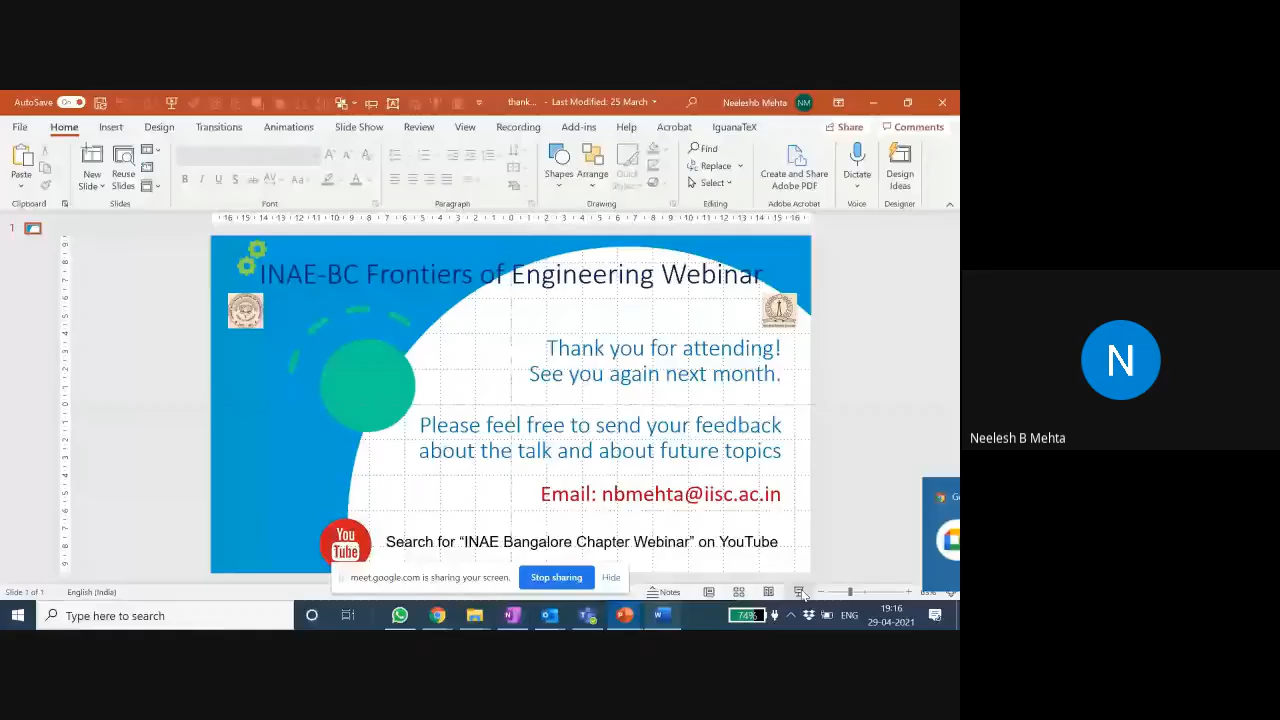 AutoSave On
thank... - Last Modified: 25 March
Neeleshb Mehta NM
File Home Insert Design Transitions Animations Slide Show Review View Recording Add-ins Help Acrobat IguanaTeX Share Comments
Paste
New Slide
Reuse Slides
Shapes
Arrange
Quick
Find
Replace
Select
Create and Share Adobe PDF
Dictate
Design Ideas
Clipboard Slides Font Paragraph Drawing Editing Adobe Acrobat Voice Designer
1
INAE-BC Frontiers of Engineering Webinar
Thank you for attending!
See you again next month.
Please feel free to send your feedback
about the talk and about future topics
Email: nbmehta@iisc.ac.in
You
Tube
Search for “INAE Bangalore Chapter Webinar” on YouTube
meet.google.com is sharing your screen. Stop sharing Hide
Slide 1 of 1 English (India) Notes
Type here to search
74%
ENG
19:16
29-04-2021
N
Neelesh B Mehta